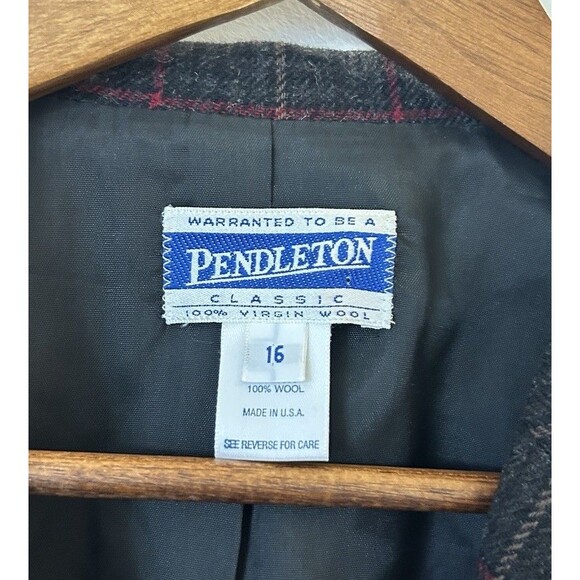 WARRANTED TO BE A
PENDLETON
CLASSIC
100% VIRGIN WOOL
16
100% WOOL
MADE IN U.S.A.
SEE REVERSE FOR CARE